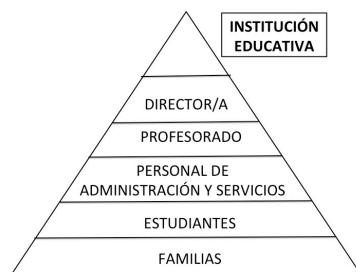 INSTITUCIÓN
EDUCATIVA
DIRECTOR/A
PROFESORADO
PERSONAL DE
ADMINISTRACIÓN Y SERVICIOS
ESTUDIANTES
FAMILIAS